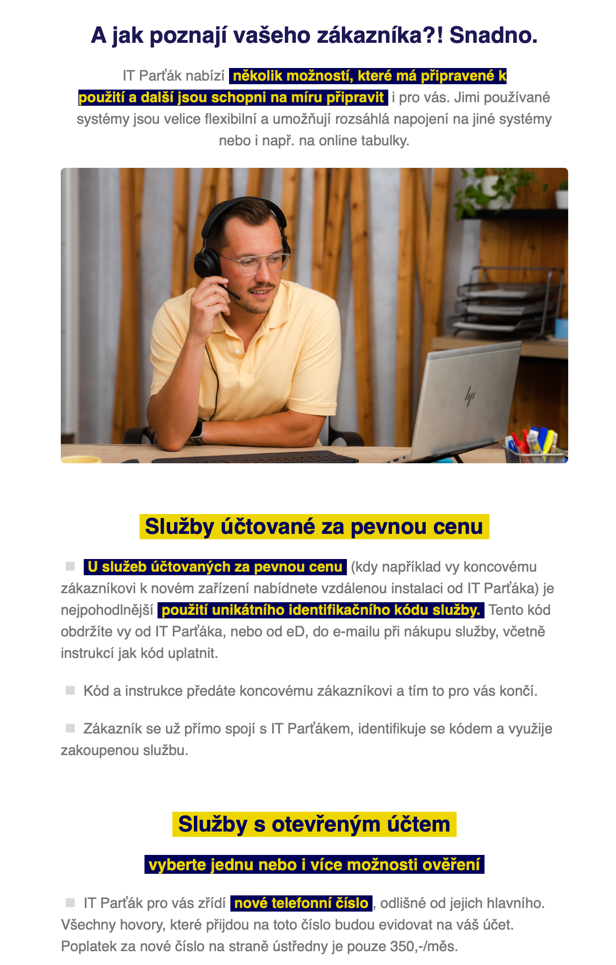 A jak poznají vašeho zákazníka?! Snadno.
IT Parťák nabízí několik možností, které má připravené k
použití a další jsou schopni na míru připravit i pro vás. Jimi používané
systémy jsou velice flexibilní a umožňují rozsáhlá napojení na jiné systémy
nebo i např. na online tabulky.
hp
Služby účtované za pevnou cenu
U služeb účtovaných za pevnou cenu (kdy například vy koncovému
zákazníkovi k novém zařízení nabídnete vzdálenou instalaci od IT Parťáka) je
nejpohodlnější použití unikátního identifikačního kódu služby. Tento kód
obdržíte vy od IT Parťáka, nebo od eD, do e-mailu při nákupu služby, včetně
instrukcí jak kód uplatnit.
Kód a instrukce předáte koncovému zákazníkovi a tím to pro vás končí.
Zákazník se už přímo spojí s IT Parťákem, identifikuje se kódem a využije
zakoupenou službu.
Služby s otevřeným účtem
vyberte jednu nebo i více možnosti ověření
IT Parťák pro vás zřídí nové telefonní číslo, odlišné od jejich hlavního.
Všechny hovory, které přijdou na toto číslo budou evidovat na váš účet.
Poplatek za nové číslo na straně ústředny je pouze 350,-/měs.